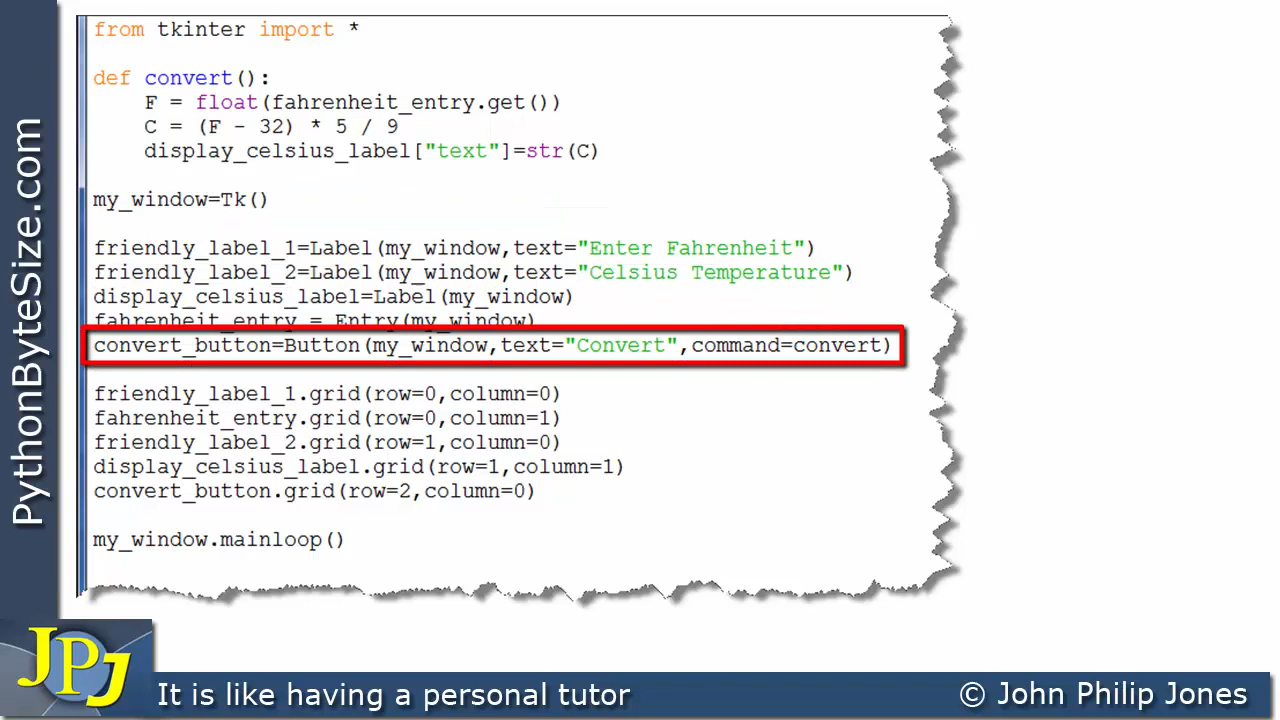 from tkinter import *
def convert():
F = float(fahrenheit_entry.get())
C = (F - 32) * 5 / 9
display_celsius_label["text"]=str(C)
my_window=Tk()
friendly_label_1=Label(my_window,text="Enter Fahrenheit")
friendly_label_2=Label(my_window,text="Celsius Temperature")
display_celsius_label=Label(my_window)
fahrenheit_entry = Entry(my_window)
convert_button=Button(my_window,text="Convert",command=convert)
friendly_label_1.grid(row=0,column=0)
fahrenheit_entry.grid(row=0,column=1)
friendly_label_2.grid(row=1,column=0)
display_celsius_label.grid(row=1,column=1)
convert_button.grid(row=2,column=0)
my_window.mainloop()
PythonByteSize.com
JPJ
It is like having a personal tutor
© John Philip Jones